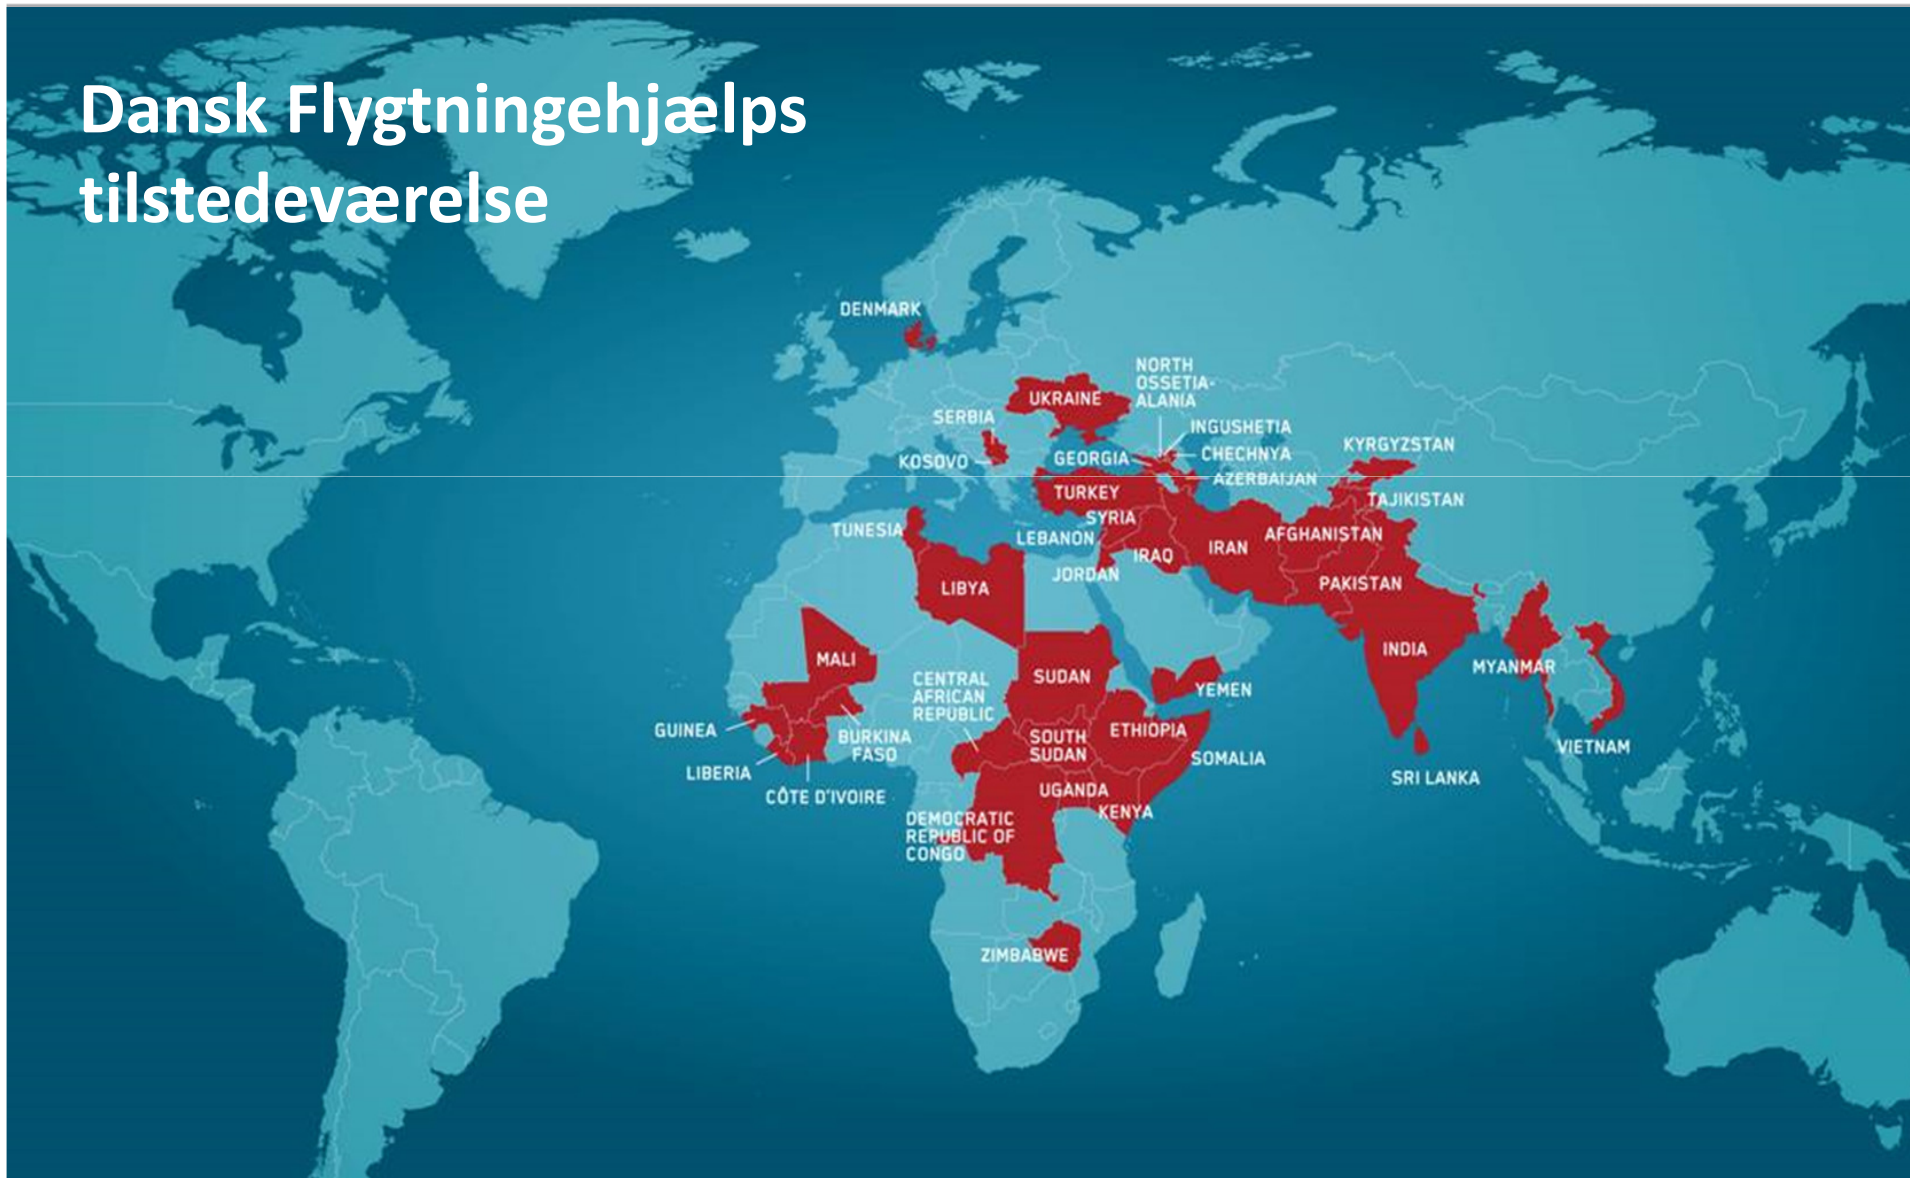 Dansk Flygtningehjælps
tilstedeværelse
DENMARK
NORTH
OSSETIA-
ALANIA
UKRAINE
SERBIA
INGUSHETIA
KYRGYZSTAN
CHECHNYA
GEORGIA
KOSOVO
AZERBAIJAN
TURKEY
TAJIKISTAN
SYRIA
TUNESIA
LEBANON
AFGHANISTAN
IRAN
IRAQ
JORDAN
PAKISTAN
LIBYA
INDIA
MALI
MYANMAR
SUDAN
CENTRAL
AFRICAN
REPUBLIC
YEMEN
GUINEA
ETHIOPIA
BURKINA
FASO
SOUTH
SUDAN
VIETNAM
SOMALIA
LIBERIA
SRI LANKA
UGANDA
CÔTE D'IVOIRE
KENYA
DEMOCRATIC
REPUBLIC OF
CONGO
ZIMBABWE